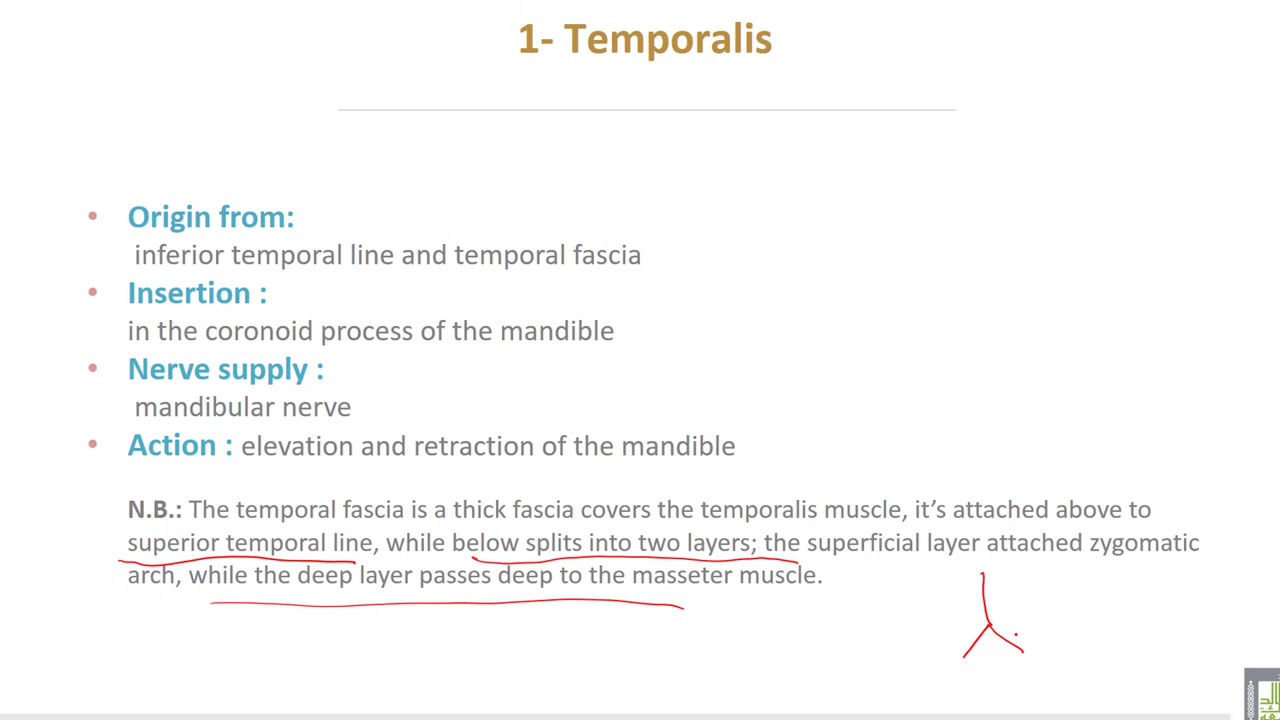 1- Temporalis
• Origin from:
inferior temporal line and temporal fascia
• Insertion :
in the coronoid process of the mandible
• Nerve supply :
mandibular nerve
• Action : elevation and retraction of the mandible
N.B.: The temporal fascia is a thick fascia covers the temporalis muscle, it’s attached above to
superior temporal line, while below splits into two layers; the superficial layer attached zygomatic
arch, while the deep layer passes deep to the masseter muscle.